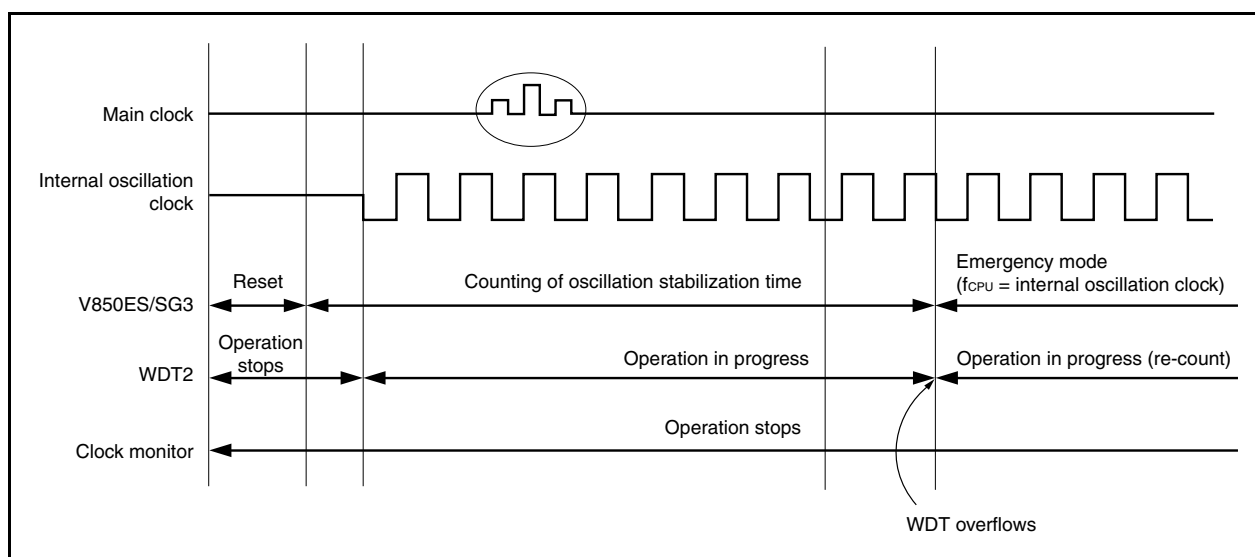 Main clock
Internal oscillation
clock
Reset
Counting of oscillation stabilization time
Emergency mode
(fCPU = internal oscillation clock)
V850ES/SG3
Operation
stops
Operation in progress
Operation in progress (re-count)
WDT2
Operation stops
Clock monitor
WDT overflows